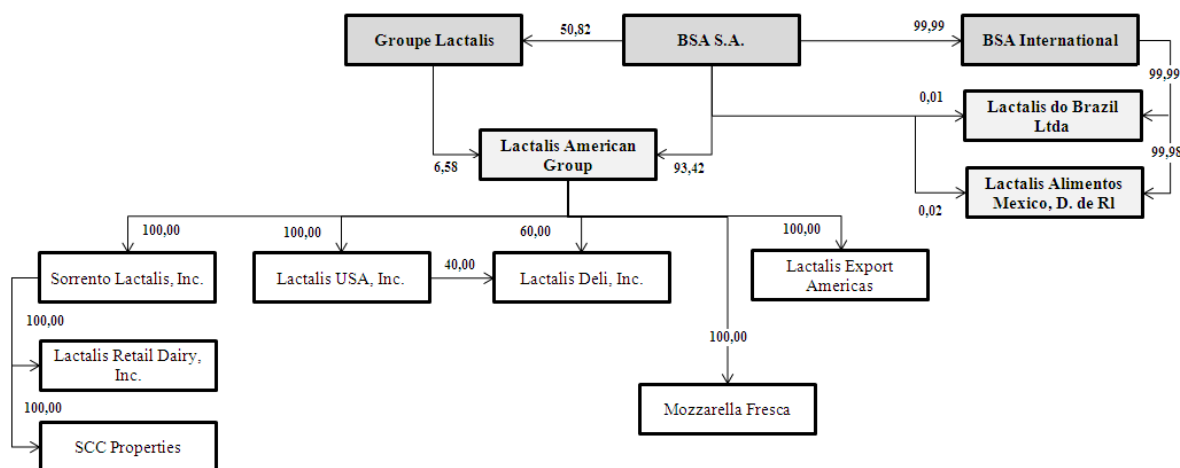 Groupe Lactalis
50,82
BSA S.A.
99,99
BSA International
99,99
0,01
Lactalis do Brazil
Ltda
Lactalis American
Group
6,58
93,42
99,98
Lactalis Alimentos
Mexico, D. de Rl
0,02
100,00
100,00
60,00
100,00
Sorrento Lactalis, Inc.
Lactalis USA, Inc.
40,00
Lactalis Deli, Inc.
Lactalis Export
Americas
100,00
100,00
Lactalis Retail Dairy,
Inc.
100,00
Mozzarella Fresca
SCC Properties